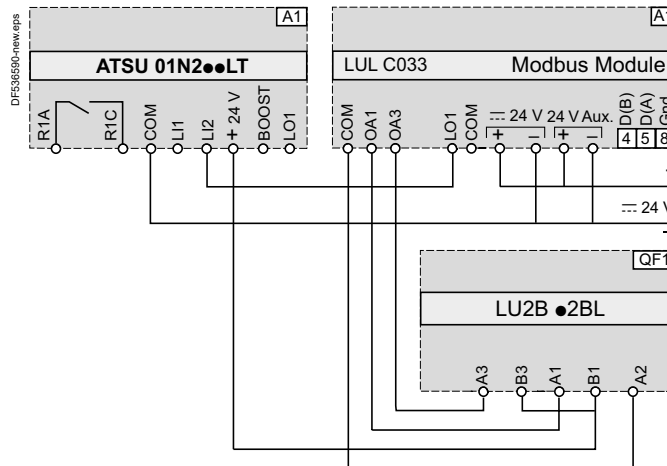 DF536590-new.eps
A1
ATSU 01N2●●LT
R1A
R1C
COM
LI1
LI2
+ 24 V
BOOST
LO1
A1
LUL C033 Modbus Module
COM
OA1
OA3
LO1
COM
⎓ 24 V 24 V Aux.
+ − + −
D(B)
D(A)
Gnd
4 5 8
⎓ 24 V
QF1
LU2B ●2BL
A3
B3
A1
B1
A2